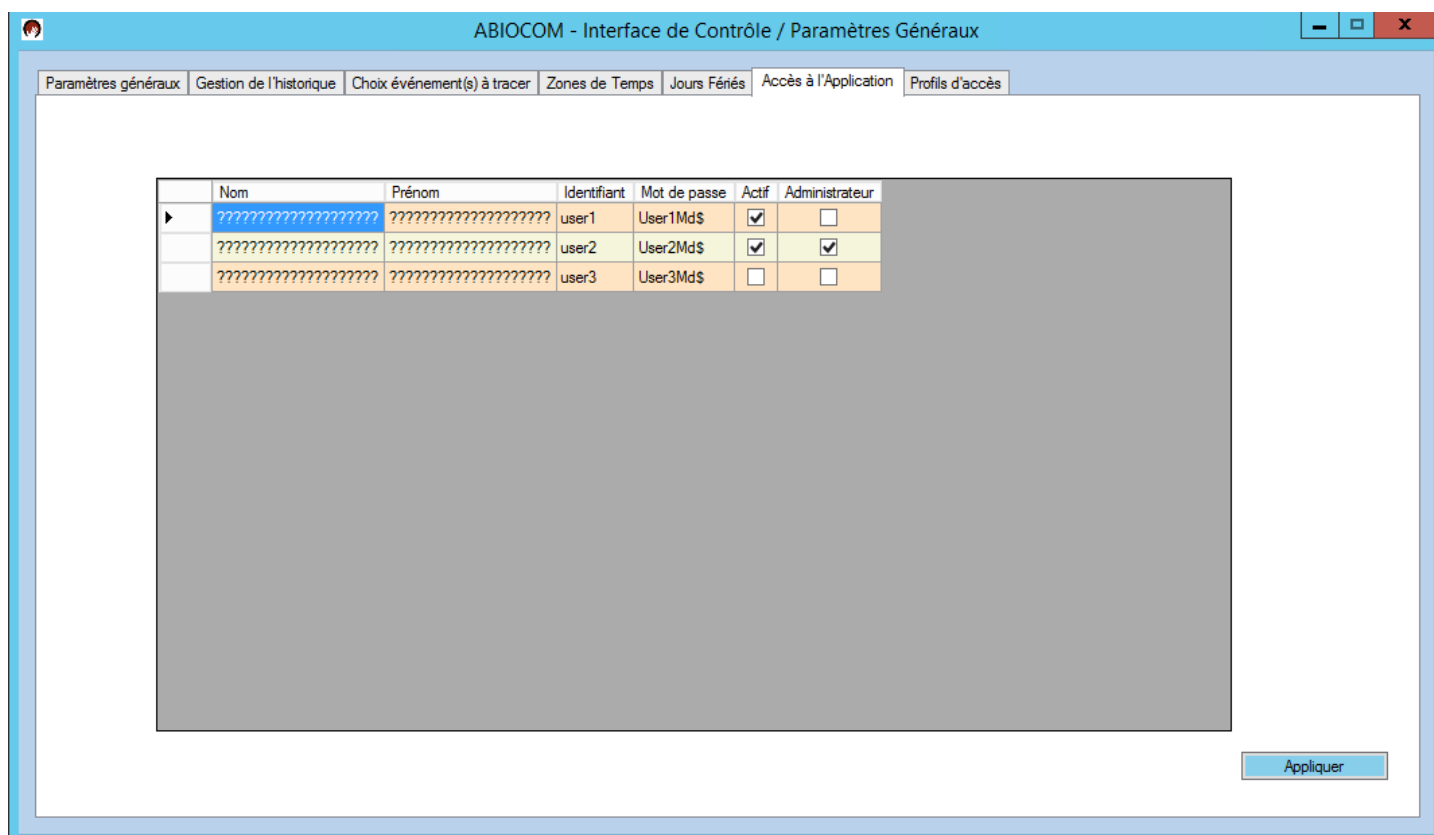 ABIOCOM - Interface de Contrôle / Paramètres Généraux
Paramètres généraux Gestion de l'historique Choix événement(s) à tracer Zones de Temps Jours Fériés Accès à l'Application Profils d'accès
Nom Prénom Identifiant Mot de passe Actif Administrateur
???????????????????? ???????????????????? user1 User1Md$
???????????????????? ???????????????????? user2 User2Md$
???????????????????? ???????????????????? user3 User3Md$
Appliquer